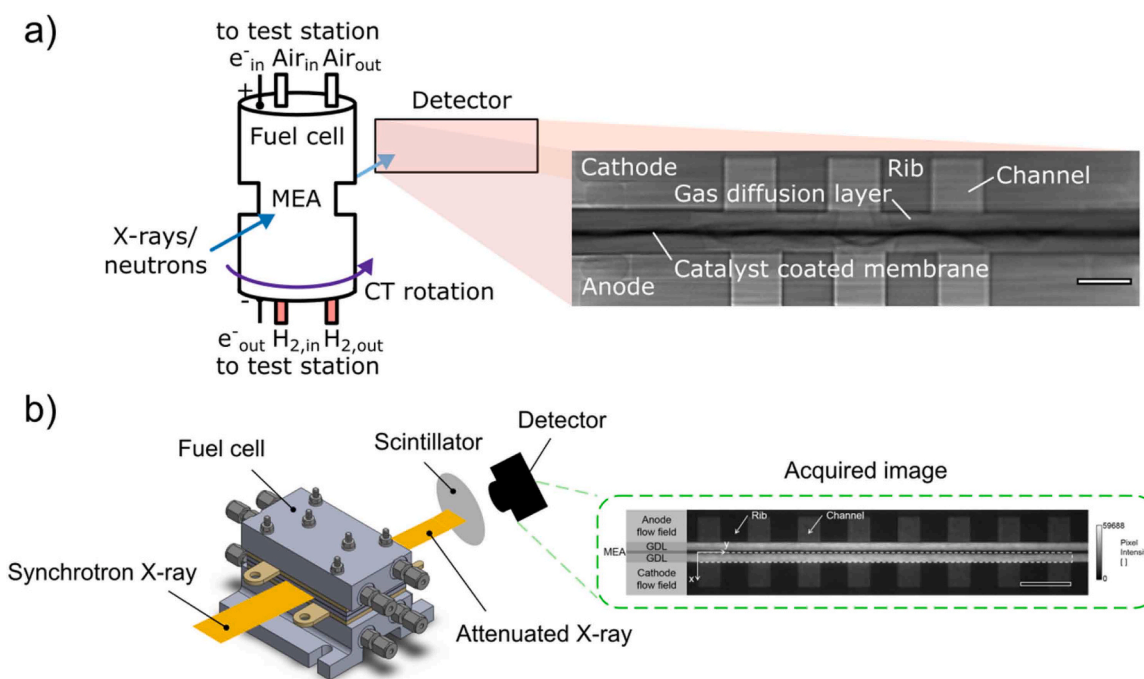 a)
to test station
e⁻in Airin Airout
+
Fuel cell
MEA
X-rays/
neutrons
CT rotation
-
e⁻out H2,in H2,out
to test station
Detector
Cathode
Rib
Channel
Gas diffusion layer
Catalyst coated membrane
Anode
b)
Fuel cell
Scintillator
Detector
Synchrotron X-ray
Attenuated X-ray
Acquired image
Anode
flow field
Rib
Channel
GDL
MEA
GDL
Cathode
flow field
y
x
59688
Pixel
Intensi
[ ]
0